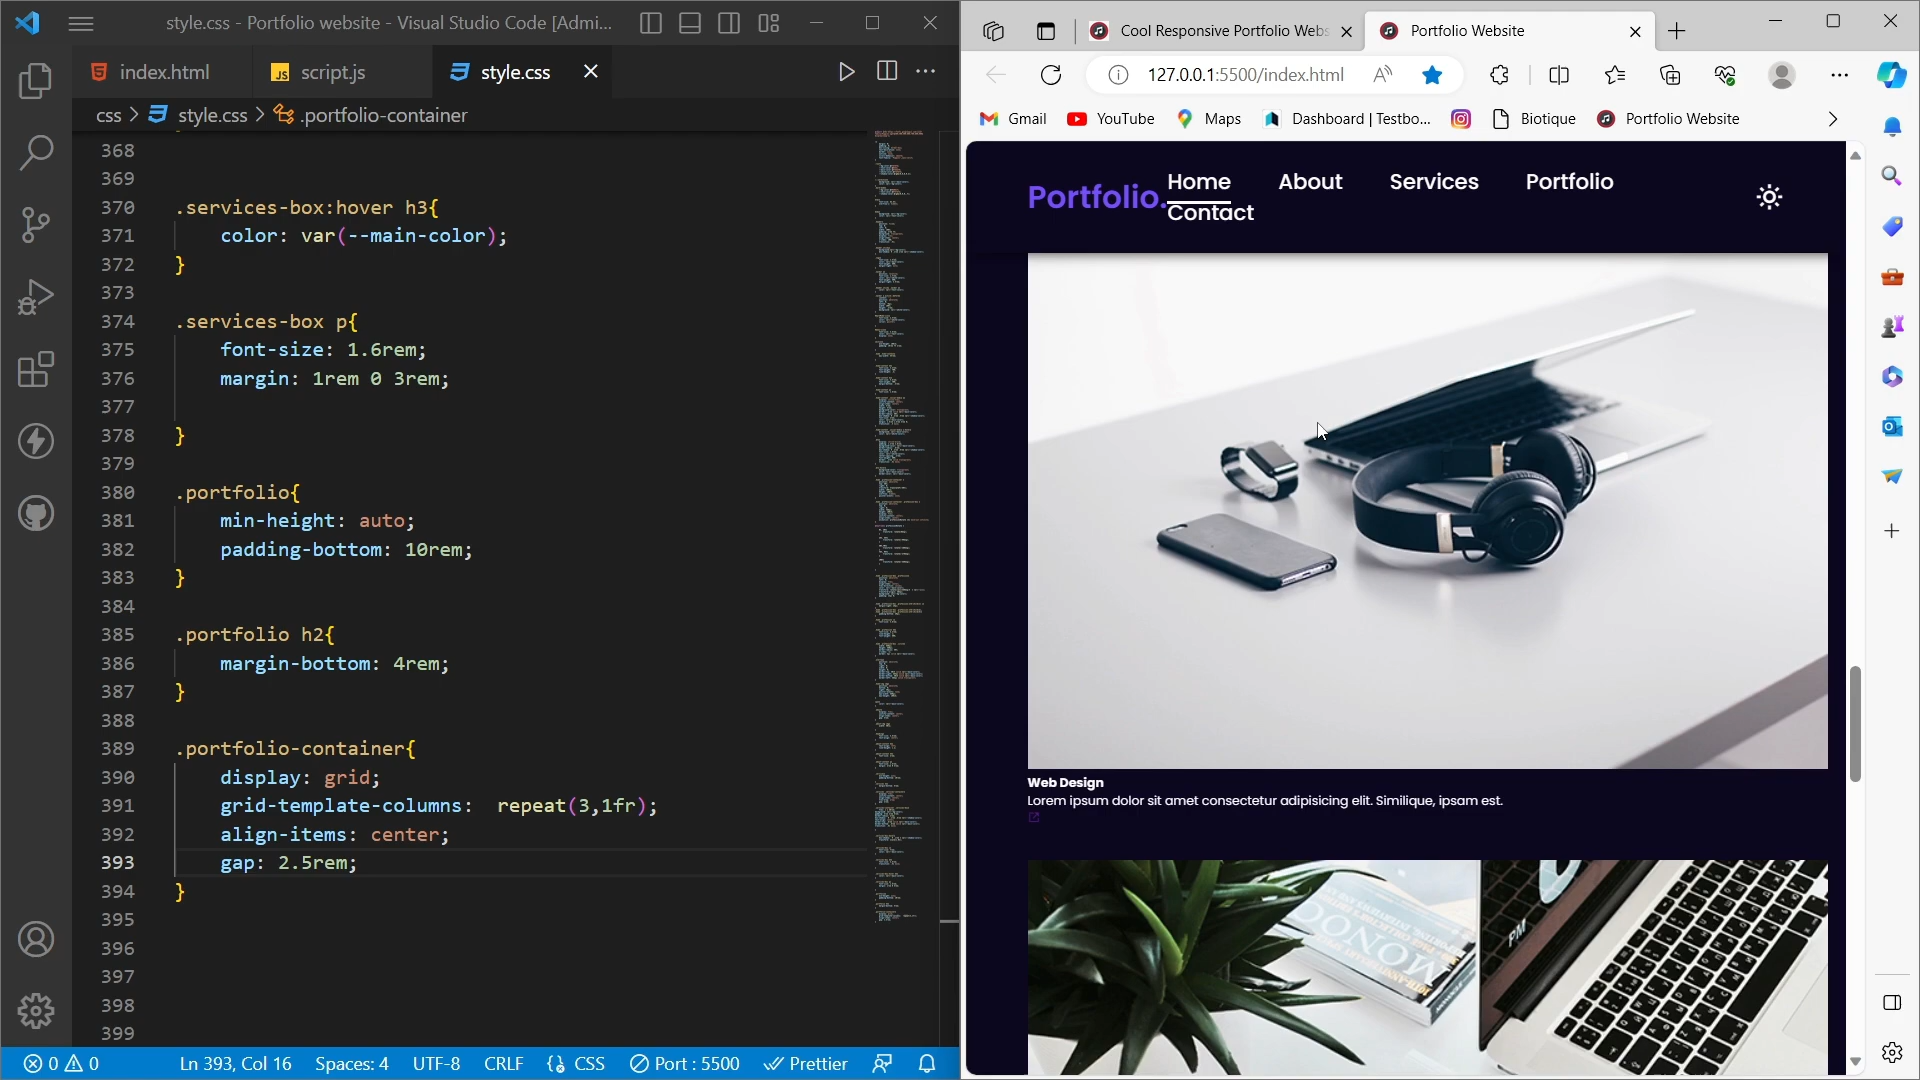 style.css - Portfolio website - Visual Studio Code [Admi...
index.html
JS script.js
style.css
css > style.css > .portfolio-container
368
369
370 .services-box:hover h3{
371 color: var(--main-color);
372 }
373
374 .services-box p{
375 font-size: 1.6rem;
376 margin: 1rem 0 3rem;
377
378 }
379
380 .portfolio{
381 min-height: auto;
382 padding-bottom: 10rem;
383 }
384
385 .portfolio h2{
386 margin-bottom: 4rem;
387 }
388
389 .portfolio-container{
390 display: grid;
391 grid-template-columns:  repeat(3,1fr);
392 align-items: center;
393 gap: 2.5rem;
394 }
395
396
397
398
399
0 0 Ln 393, Col 16 Spaces: 4 UTF-8 CRLF {} CSS Port : 5500 Prettier
Cool Responsive Portfolio Webs
Portfolio Website
127.0.0.1:5500/index.html
Gmail YouTube Maps Dashboard | Testbo... Biotique Portfolio Website
Portfolio.
Home About Services Portfolio
Contact
Web Design
Lorem ipsum dolor sit amet consectetur adipisicing elit. Similique, ipsam est.
MONO
PM